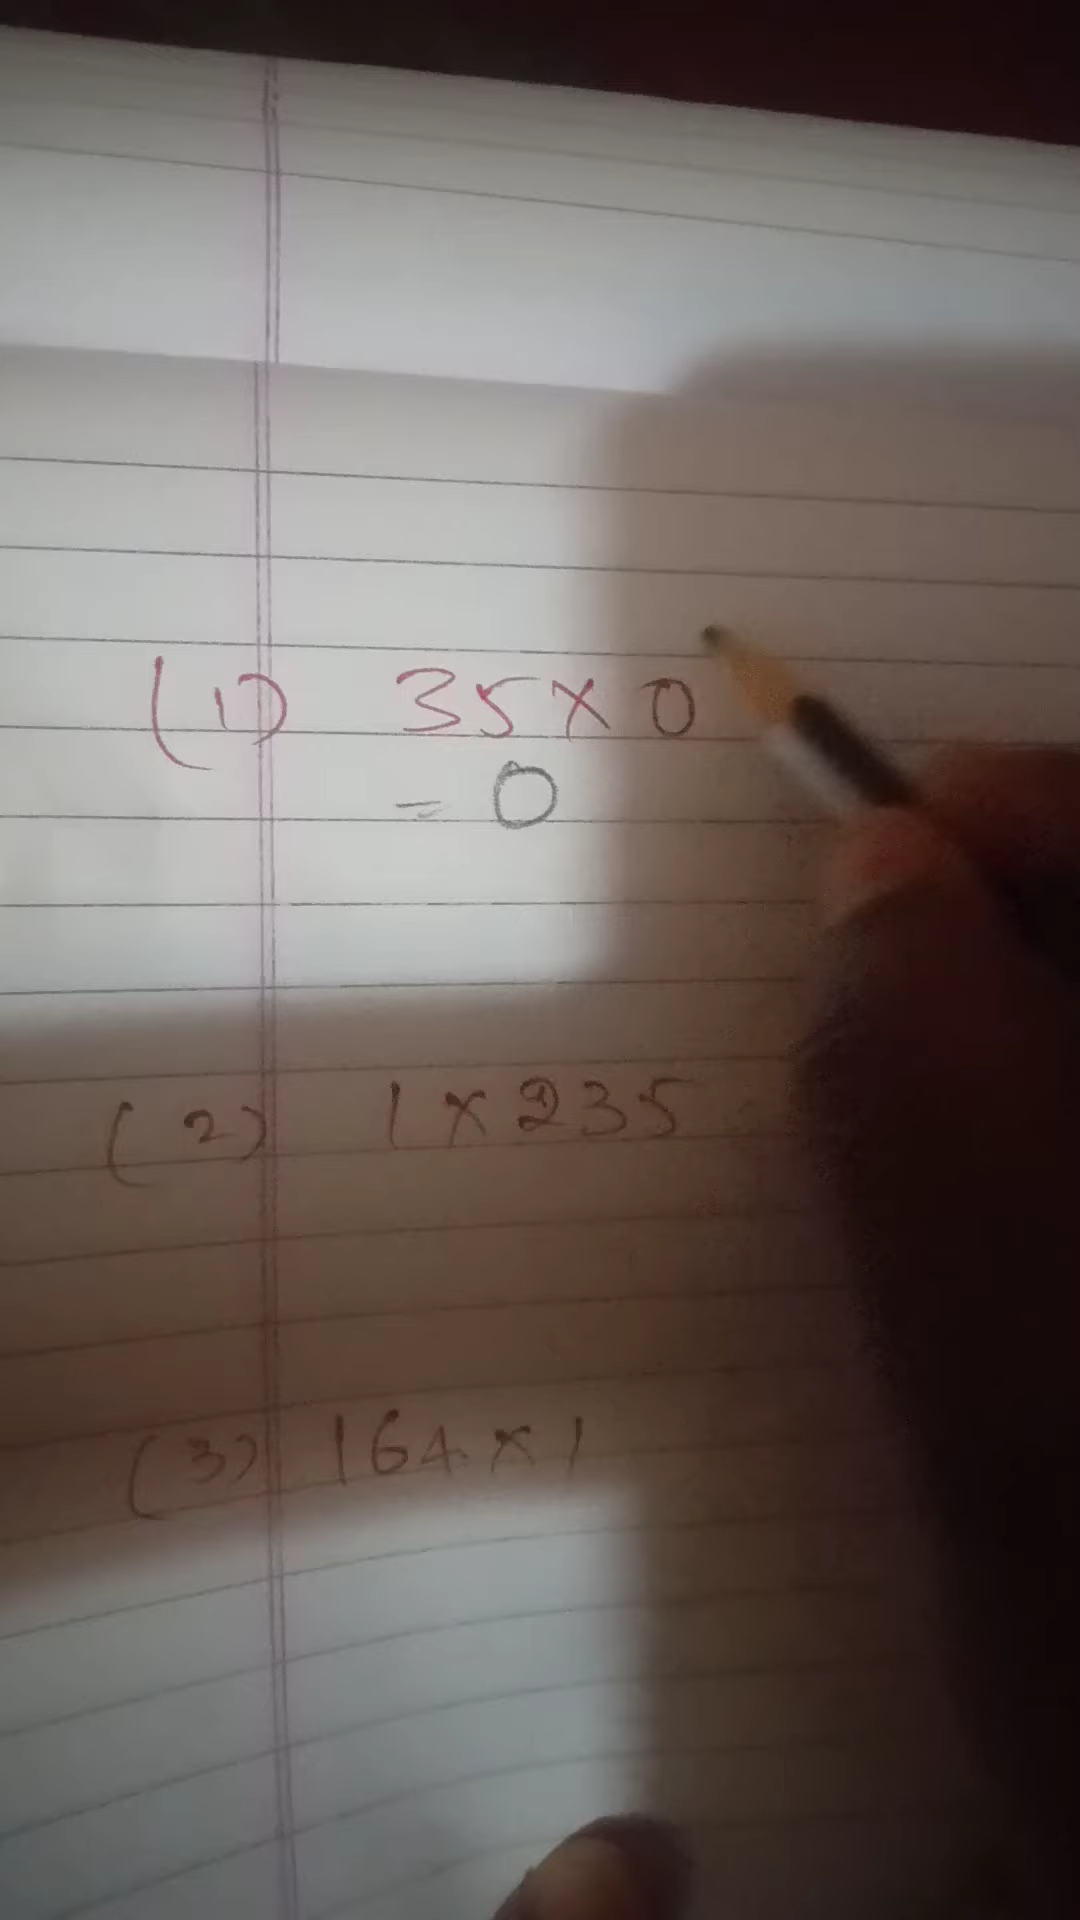 (1) 35 × 0
= 0
(2) 1 × 235
(3) 164 × 1